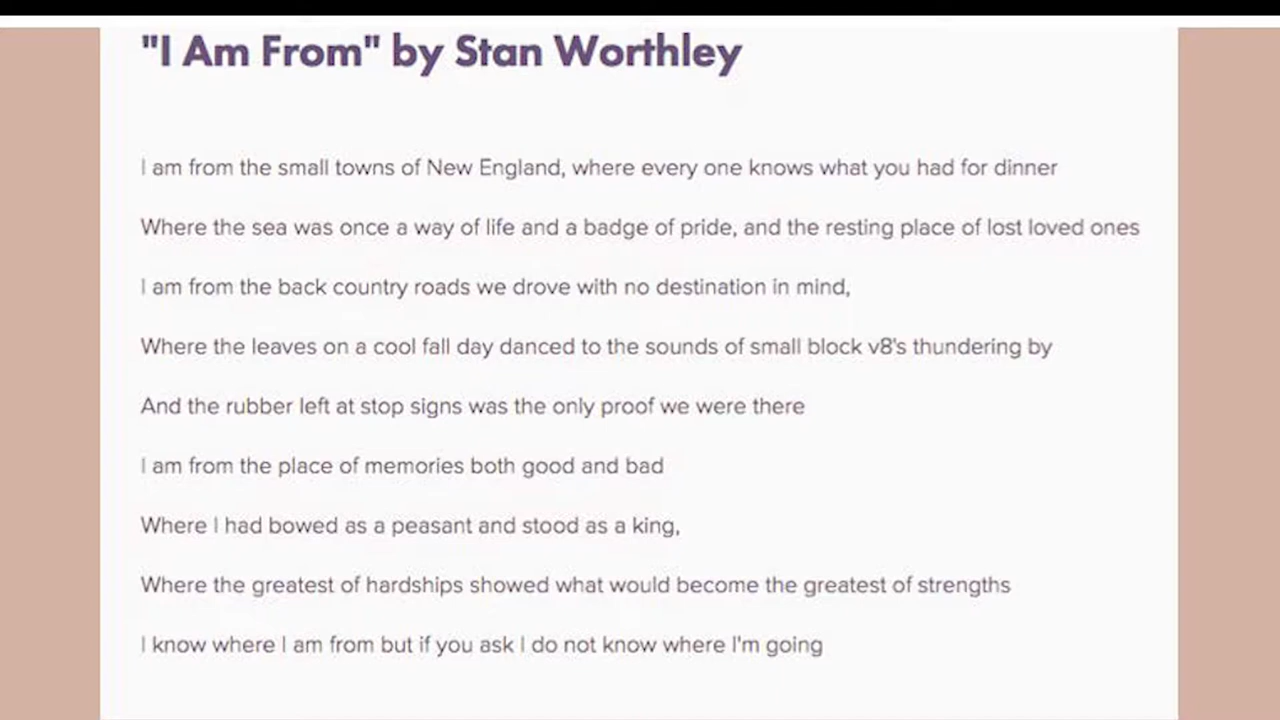 "I Am From" by Stan Worthley
I am from the small towns of New England, where every one knows what you had for dinner
Where the sea was once a way of life and a badge of pride, and the resting place of lost loved ones
I am from the back country roads we drove with no destination in mind,
Where the leaves on a cool fall day danced to the sounds of small block v8's thundering by
And the rubber left at stop signs was the only proof we were there
I am from the place of memories both good and bad
Where I had bowed as a peasant and stood as a king,
Where the greatest of hardships showed what would become the greatest of strengths
I know where I am from but if you ask I do not know where I'm going